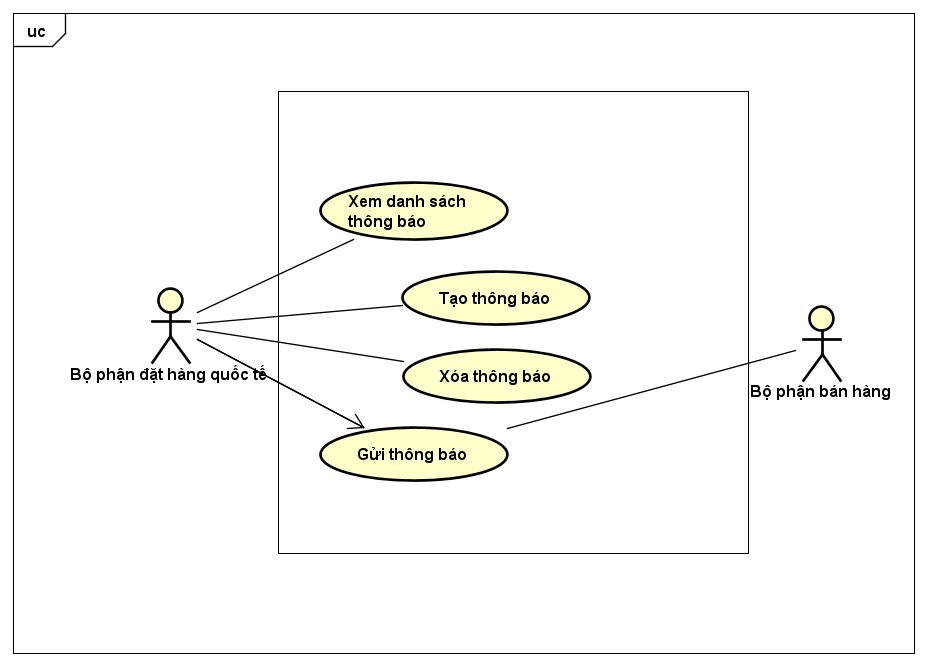 uc
Xem danh sách
thông báo
Tạo thông báo
Xóa thông báo
Gửi thông báo
Bộ phận đặt hàng quốc tế
Bộ phận bán hàng